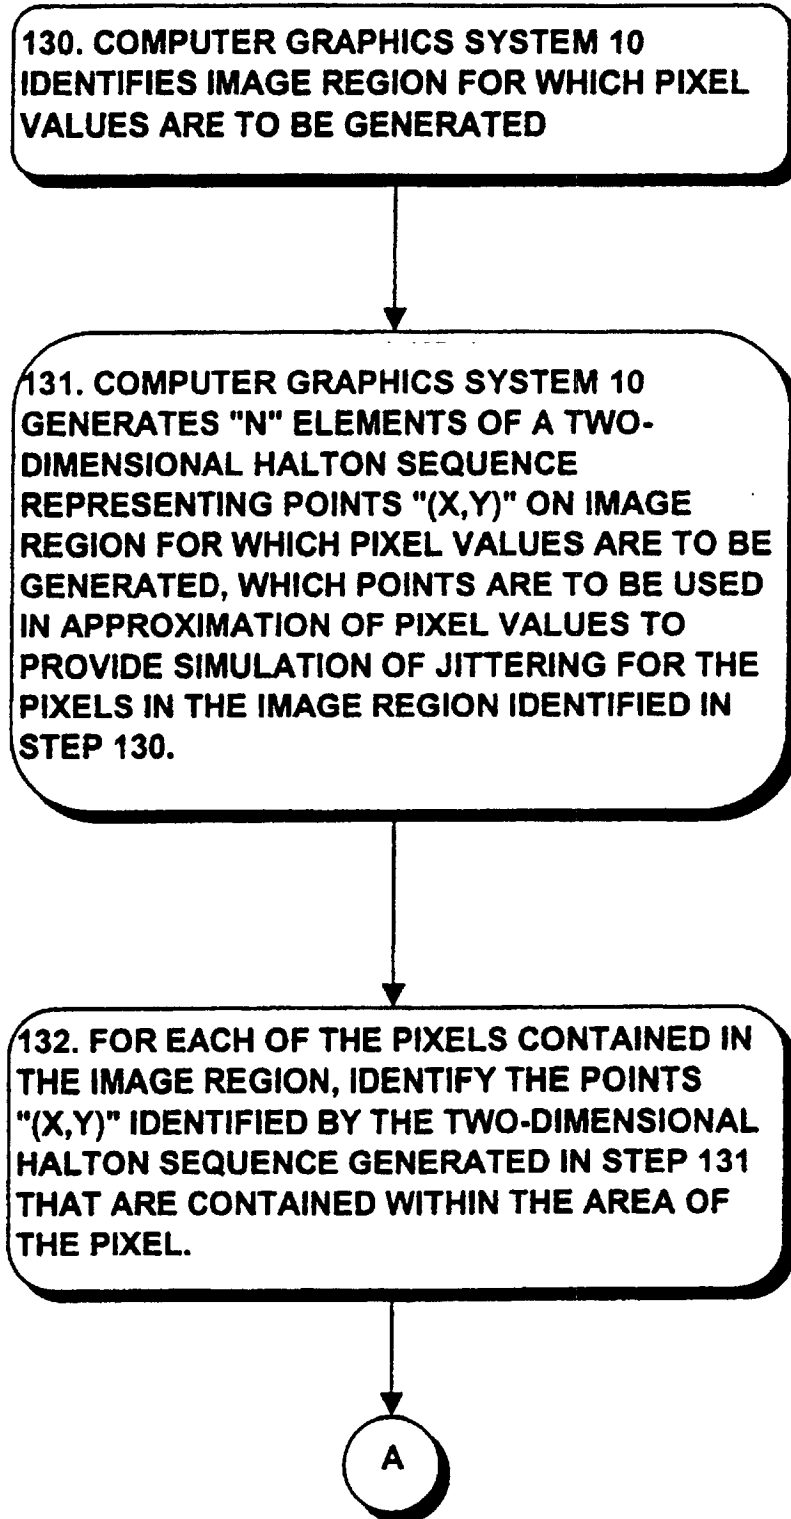 130. COMPUTER GRAPHICS SYSTEM 10
IDENTIFIES IMAGE REGION FOR WHICH PIXEL
VALUES ARE TO BE GENERATED
131. COMPUTER GRAPHICS SYSTEM 10
GENERATES "N" ELEMENTS OF A TWO-
DIMENSIONAL HALTON SEQUENCE
REPRESENTING POINTS "(X,Y)" ON IMAGE
REGION FOR WHICH PIXEL VALUES ARE TO BE
GENERATED, WHICH POINTS ARE TO BE USED
IN APPROXIMATION OF PIXEL VALUES TO
PROVIDE SIMULATION OF JITTERING FOR THE
PIXELS IN THE IMAGE REGION IDENTIFIED IN
STEP 130.
132. FOR EACH OF THE PIXELS CONTAINED IN
THE IMAGE REGION, IDENTIFY THE POINTS
"(X,Y)" IDENTIFIED BY THE TWO-DIMENSIONAL
HALTON SEQUENCE GENERATED IN STEP 131
THAT ARE CONTAINED WITHIN THE AREA OF
THE PIXEL.
A